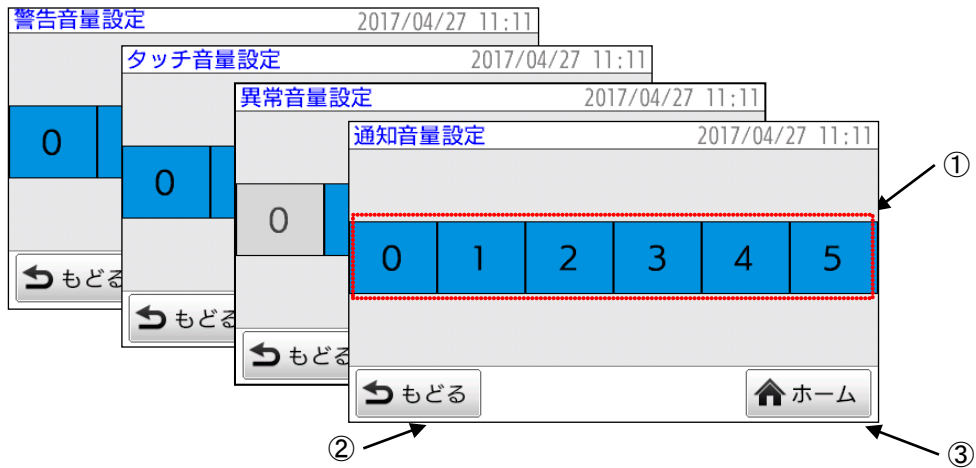 警告音量設定 2017/04/27 11:11
0
もどる
タッチ音量設定 2017/04/27 11:11
0
もどる
異常音量設定 2017/04/27 11:11
0
もどる
通知音量設定 2017/04/27 11:11
0 1 2 3 4 5
もどる ホーム
①
②
③